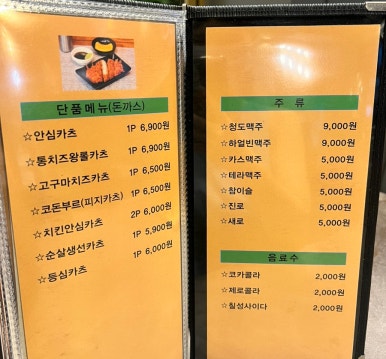 단품메뉴(돈까스)
☆안심카츠 1P 6,900원
☆통치즈왕롤카츠 1P 6,900원
☆고구마치즈카츠 1P 6,500원
☆코돈부르(피자카츠) 1P 6,500원
☆치킨안심카츠 2P 6,000원
☆순살생선카츠 1P 5,900원
☆등심카츠 1P 6,000원
주 류
☆청도맥주 9,000원
☆하얼빈맥주 5,000원
☆카스맥주 5,000원
☆테라맥주 5,000원
☆참이슬 5,000원
☆진로 5,000원
☆새로 5,000원
음료수
☆코카콜라 2,000원
☆제로콜라 2,000원
☆칠성사이다 2,000원